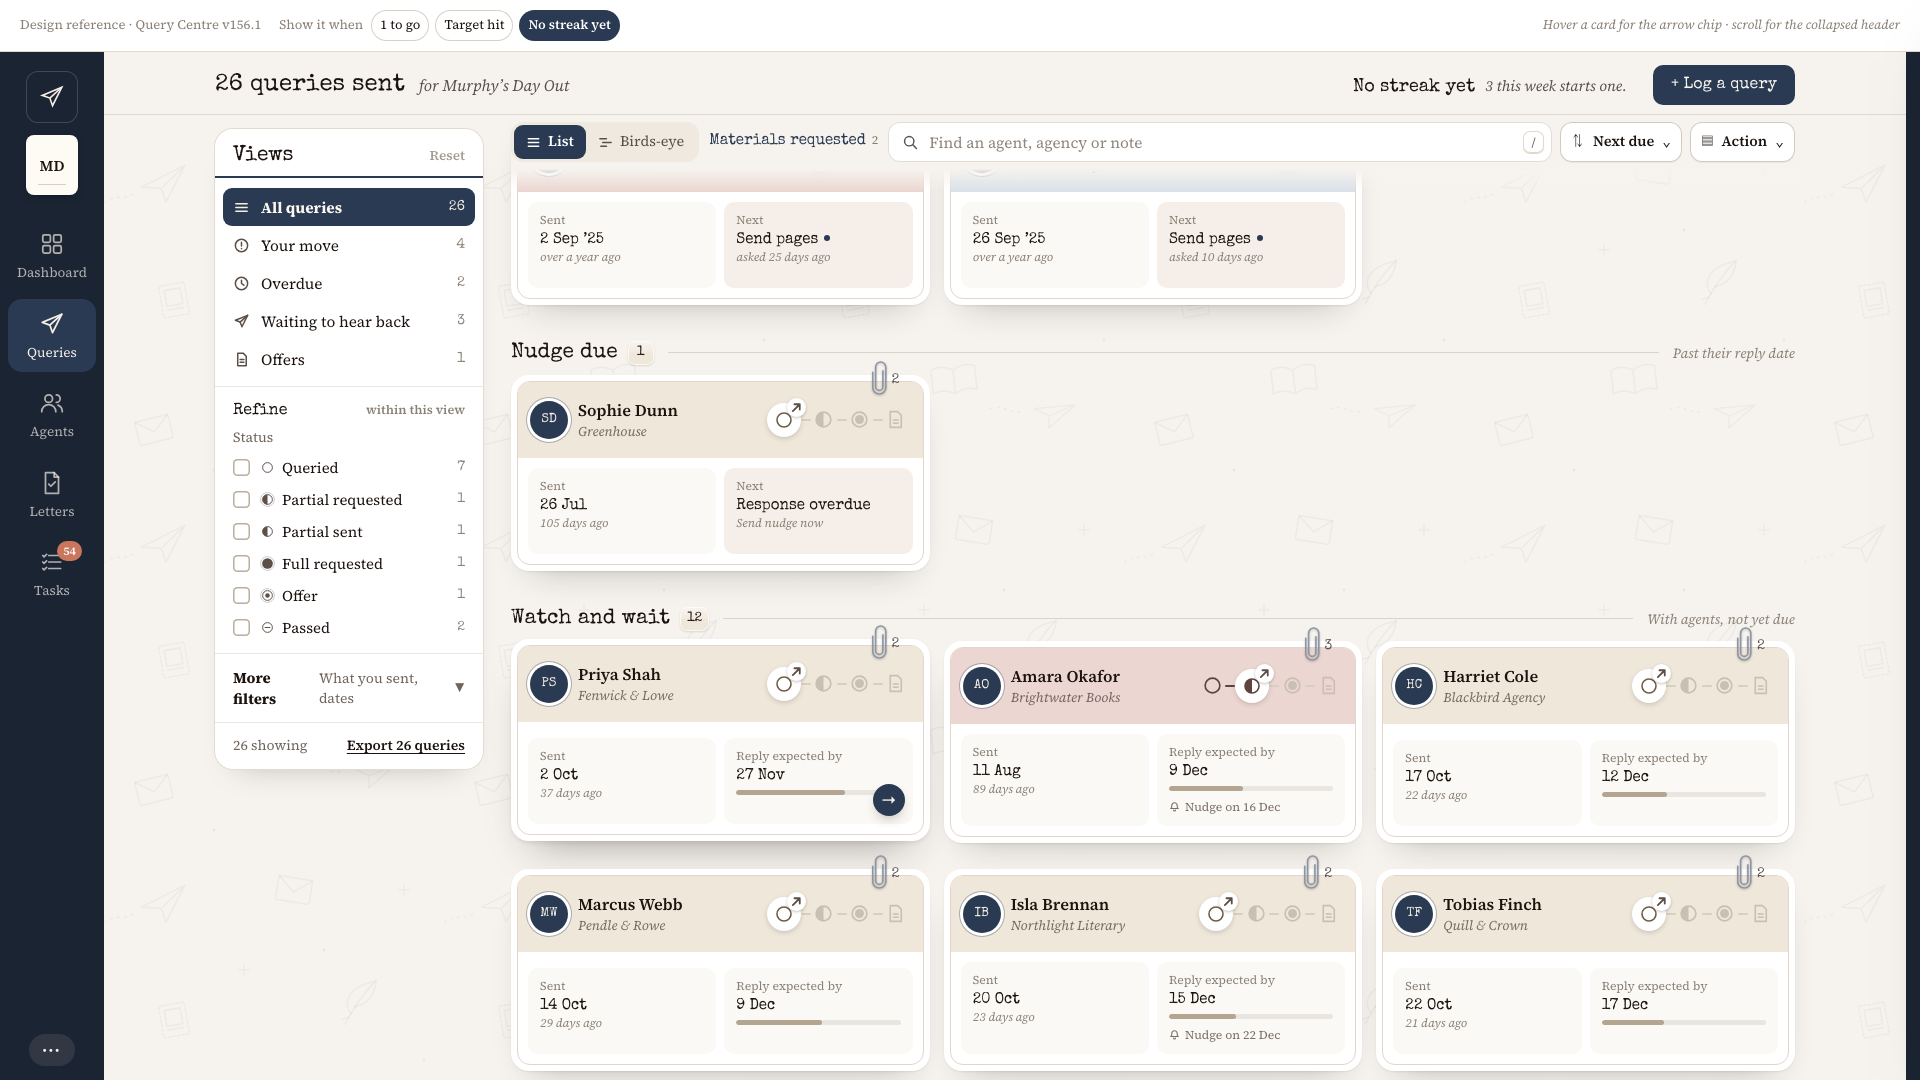 Design reference · Query Centre v156.1 Show it when 1 to go Target hit No streak yet
Hover a card for the arrow chip · scroll for the collapsed header
26 queries sent for Murphy's Day Out
No streak yet 3 this week starts one. + Log a query
MD
Dashboard
Queries
Agents
Letters
54
Tasks
Views Reset
All queries 26
Your move 4
Overdue 2
Waiting to hear back 3
Offers 1
Refine within this view
Status
Queried 7
Partial requested 1
Partial sent 1
Full requested 1
Offer 1
Passed 2
More filters What you sent, dates
26 showing Export 26 queries
List Birds-eye Materials requested 2 Find an agent, agency or note / Next due Action
Sent
2 Sep ’25
over a year ago
Next
Send pages
asked 25 days ago
Sent
26 Sep ’25
over a year ago
Next
Send pages
asked 10 days ago
Nudge due 1 Past their reply date
2
SD Sophie Dunn
Greenhouse
Sent
26 Jul
105 days ago
Next
Response overdue
Send nudge now
Watch and wait 12 With agents, not yet due
2
PS Priya Shah
Fenwick & Lowe
Sent
2 Oct
37 days ago
Reply expected by
27 Nov
3
AO Amara Okafor
Brightwater Books
Sent
11 Aug
89 days ago
Reply expected by
9 Dec
Nudge on 16 Dec
2
HC Harriet Cole
Blackbird Agency
Sent
17 Oct
22 days ago
Reply expected by
12 Dec
2
MW Marcus Webb
Pendle & Rowe
Sent
14 Oct
29 days ago
Reply expected by
9 Dec
2
IB Isla Brennan
Northlight Literary
Sent
20 Oct
23 days ago
Reply expected by
15 Dec
Nudge on 22 Dec
2
TF Tobias Finch
Quill & Crown
Sent
22 Oct
21 days ago
Reply expected by
17 Dec